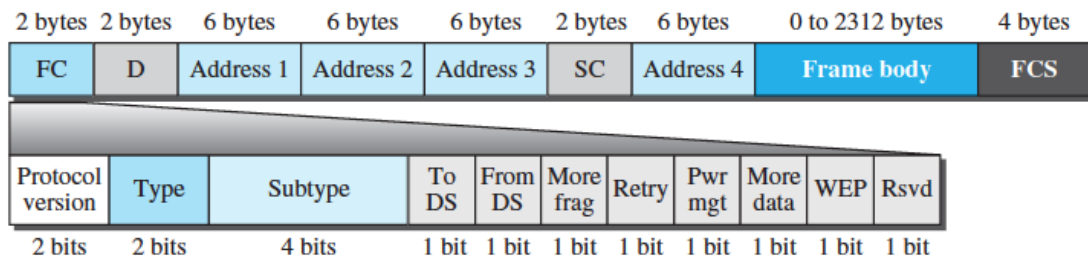 2 bytes 2 bytes 6 bytes 6 bytes 6 bytes 2 bytes 6 bytes 0 to 2312 bytes 4 bytes
FC D Address 1 Address 2 Address 3 SC Address 4 Frame body FCS
Protocol version Type Subtype To DS From DS More frag Retry Pwr mgt More data WEP Rsvd
2 bits 2 bits 4 bits 1 bit 1 bit 1 bit 1 bit 1 bit 1 bit 1 bit 1 bit